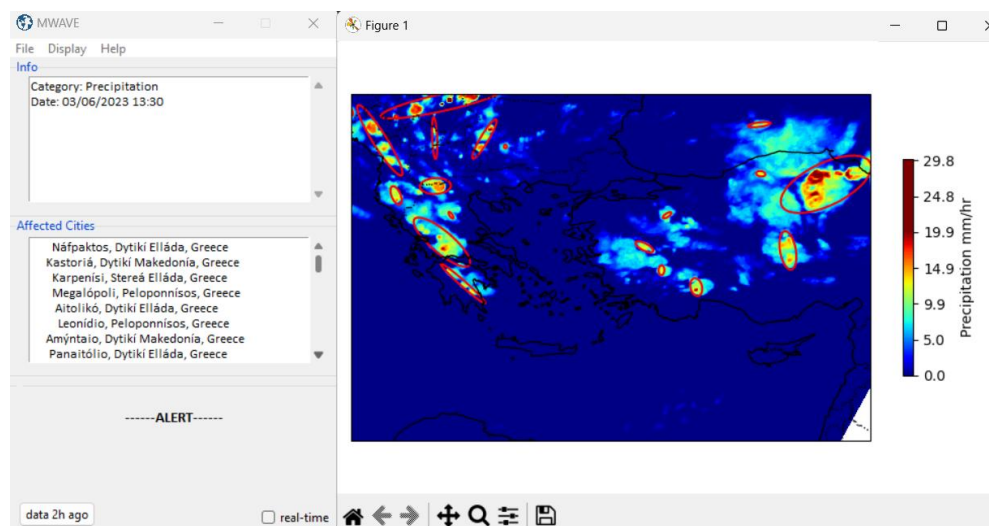 MWAVE
File Display Help
Info
Category: Precipitation
Date: 03/06/2023 13:30
Affected Cities
Náfpaktos, Dytikí Elláda, Greece
Kastoriá, Dytikí Makedonía, Greece
Karpenísi, Stereá Elláda, Greece
Megalópoli, Peloponnísos, Greece
Aitolikó, Dytikí Elláda, Greece
Leonídio, Peloponnísos, Greece
Amýntaio, Dytikí Makedonía, Greece
Panaitólio, Dytikí Elláda, Greece
------ALERT------
data 2h ago
real-time
Figure 1
29.8
24.8
19.9
14.9
9.9
5.0
0.0
Precipitation mm/hr